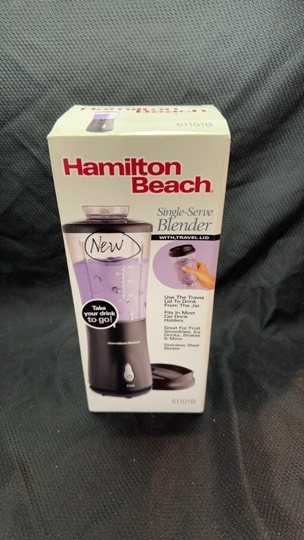 Hamilton Beach
51101B
Hamilton
Beach®
Single-Serve
Blender
WITH TRAVEL LID
New
Use The Travel
Lid To Drink
From The Jar
Fits In Most
Car Drink
Holders
Great For Fruit
Smoothies, Icy
Drinks, Shakes
& More
Stainless Steel
Blades
Take
your drink
to go!
HamiltonBeach
51101B